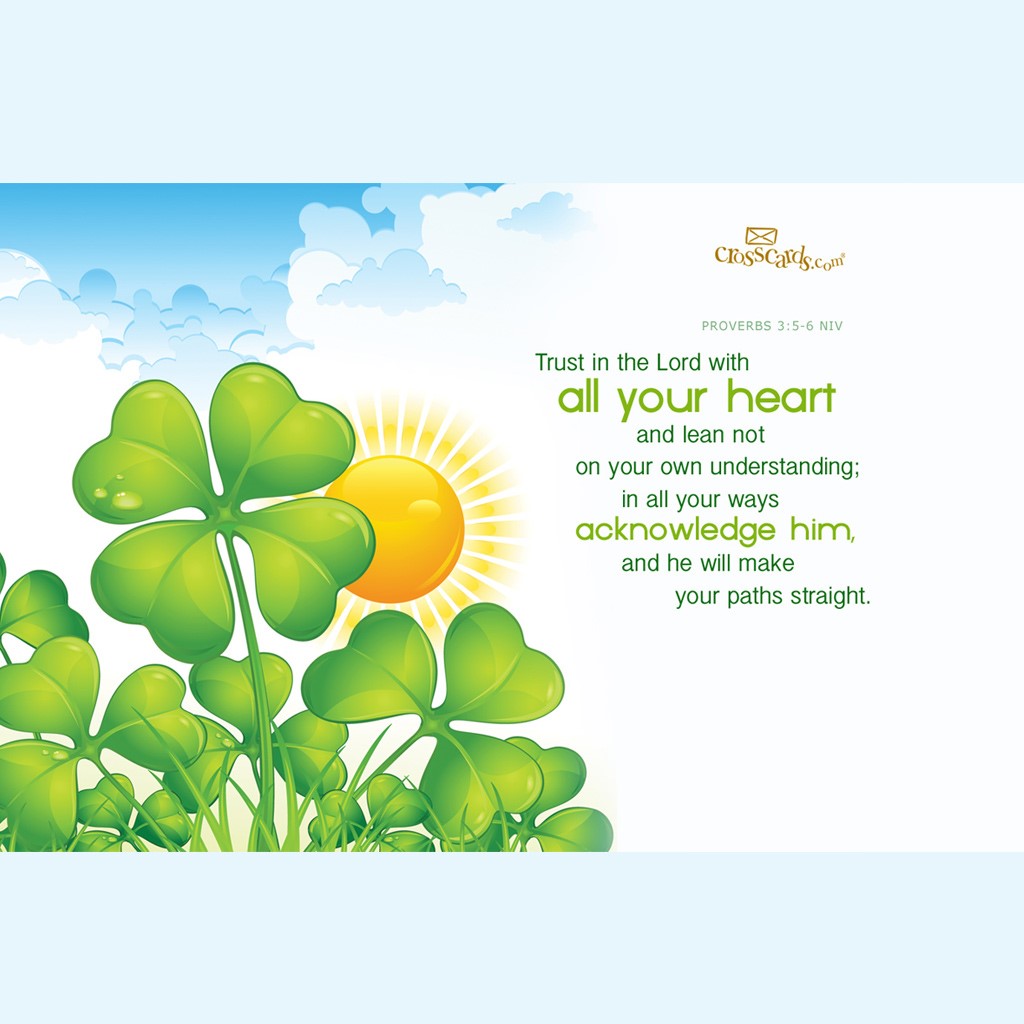 crosscards.com®
PROVERBS 3:5-6 NIV
Trust in the Lord with
all your heart
and lean not
on your own understanding;
in all your ways
acknowledge him,
and he will make
your paths straight.